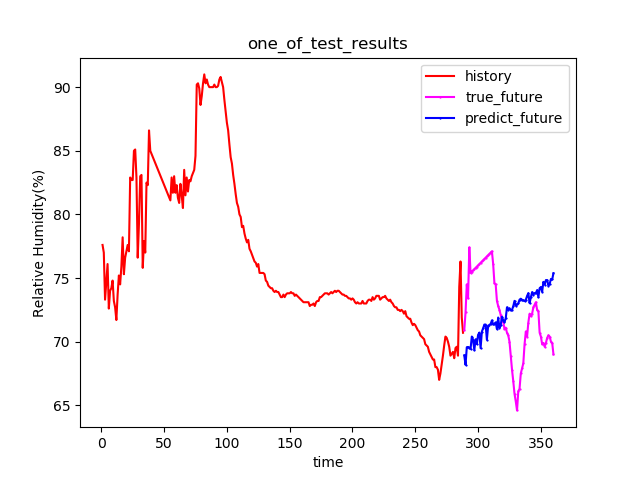 one_of_test_results
history
true_future
predict_future
Relative Humidity(%)
90
85
80
75
70
65
0 50 100 150 200 250 300 350
time